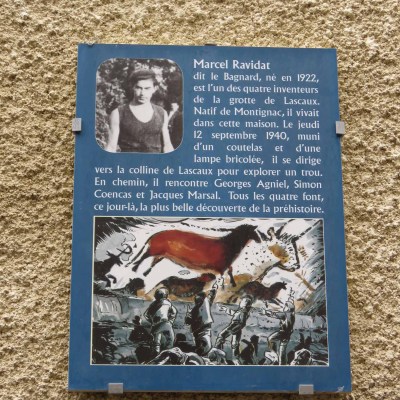 Marcel Ravidat
dit le Bagnard, né en 1922,
est l'un des quatre inventeurs
de la grotte de Lascaux.
Natif de Montignac, il vivait
dans cette maison. Le jeudi
12 septembre 1940, muni
d'un coutelas et d'une
lampe bricolée, il se dirige
vers la colline de Lascaux pour explorer un trou.
En chemin, il rencontre Georges Agniel, Simon
Coencas et Jacques Marsal. Tous les quatre font,
ce jour-là, la plus belle découverte de la préhistoire.